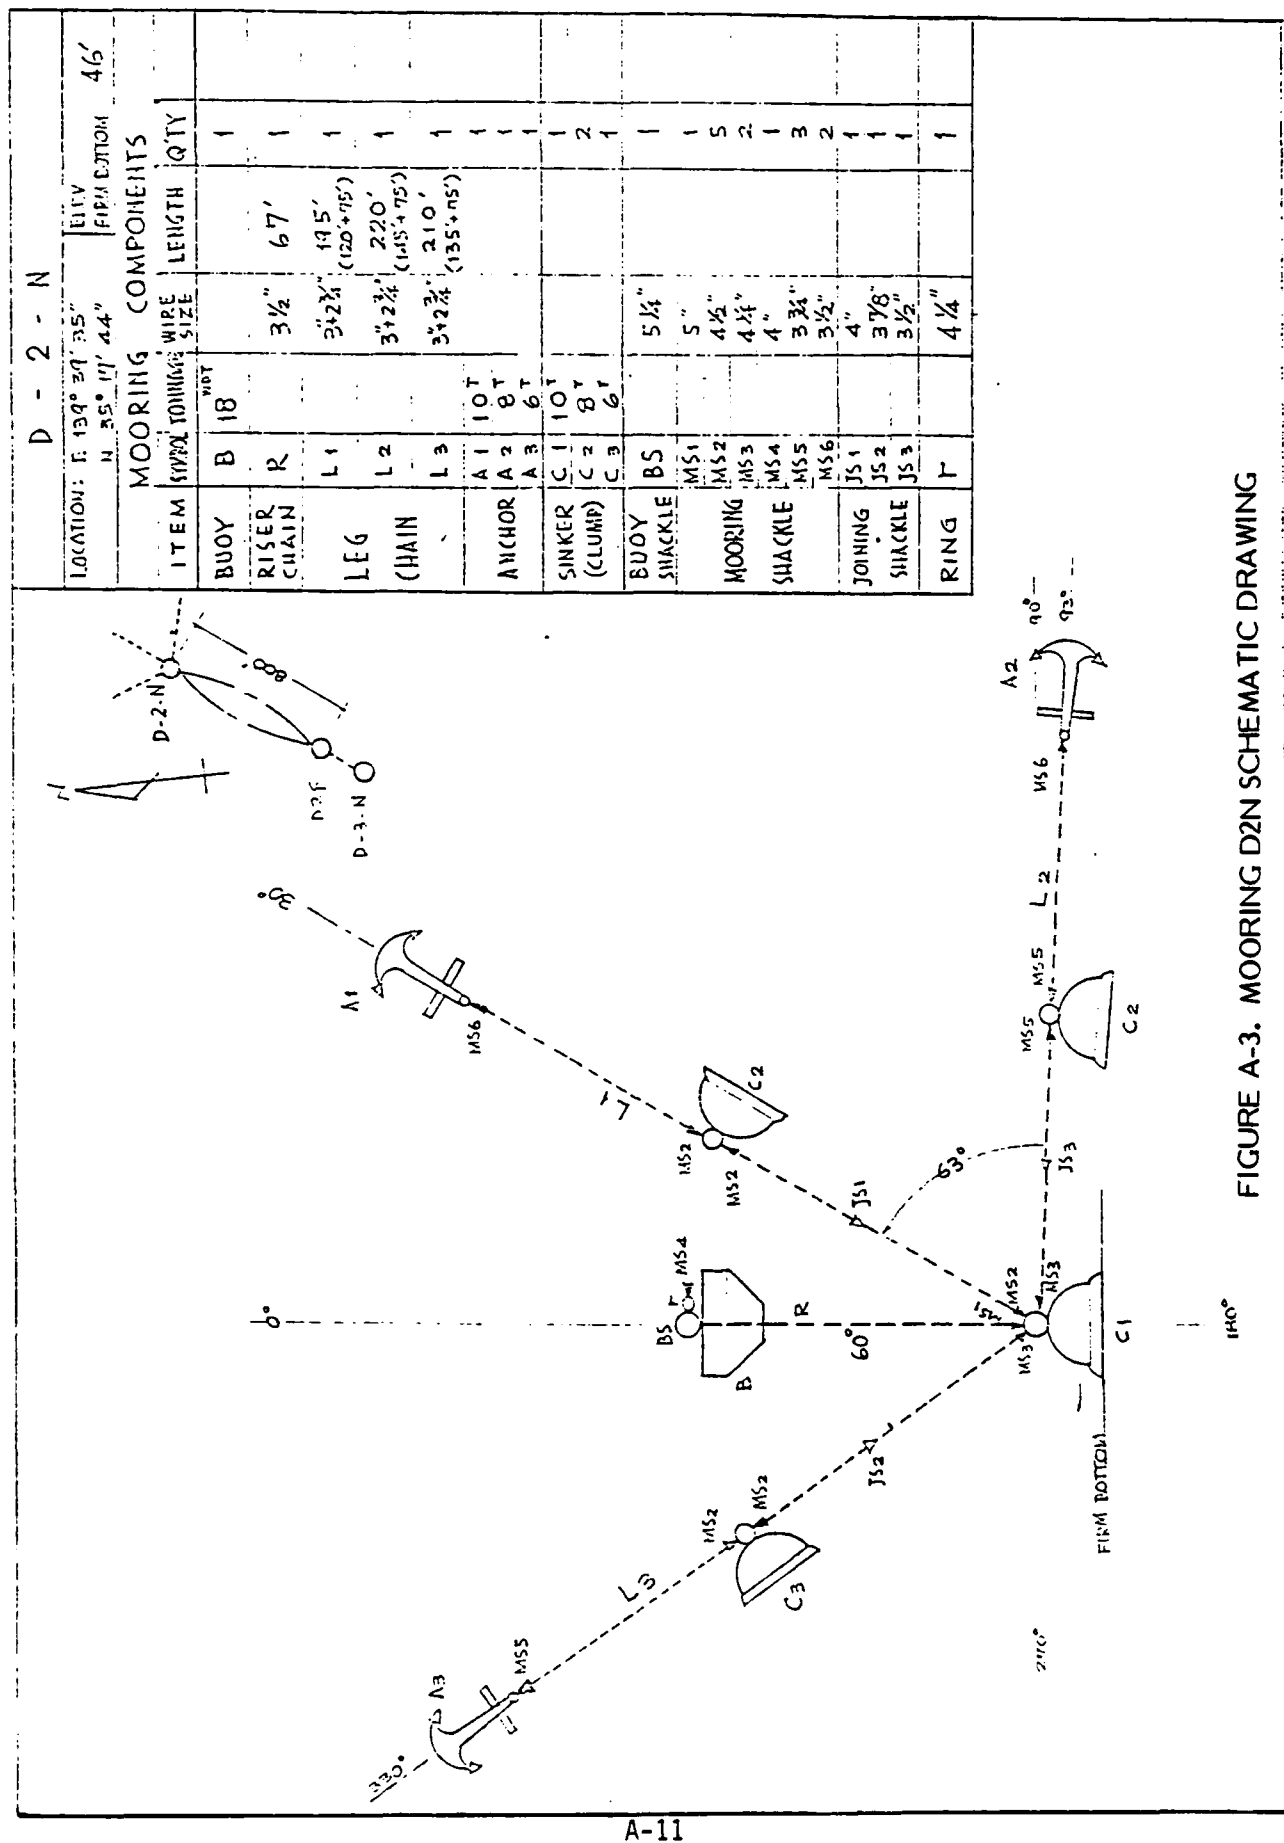 D - 2 - N
LOCATION: E 139° 39' 35" ELEV
N 35° 17' 44" FIRM BOTTOM 46'
MOORING COMPONENTS
ITEM SYMBOL TONNAGE WIRE SIZE LENGTH Q'TY
BUOY B 18 WDT 1
RISER CHAIN R 3½" 67' 1
LEG CHAIN
L1 3"+2¾" 195' (120'+75') 1
L2 3"+2¾" 220' (145'+75') 1
L3 3"+2¾" 210' (135'+75') 1
ANCHOR
A1 10T 1
A2 8T 1
A3 6T 1
SINKER (CLUMP)
C1 10T 1
C2 8T 2
C3 6T 1
BUOY SHACKLE BS 5¼" 1
MOORING SHACKLE
MS1 5" 1
MS2 4½" 5
MS3 4¼" 2
MS4 4" 1
MS5 3¾" 3
MS6 3½" 2
JOINING SHACKLE
JS1 4" 1
JS2 3⅞" 1
JS3 3½" 1
RING r 4¼" 1
D-2-N
88'
D2F
D-3-N
330°
A3
MS5
L3
MS2
MS2
C3
JS2
0°
BS
r
MS4
B
R
60°
30°
A1
MS6
L1
MS2
MS2
C2
JS1
63°
MS3
MS2
MS3
C1
FIRM BOTTOM
JS3
MS5
MS5
C2
L2
MS6
A2
90°
93°
180°
FIGURE A-3. MOORING D2N SCHEMATIC DRAWING
A-11